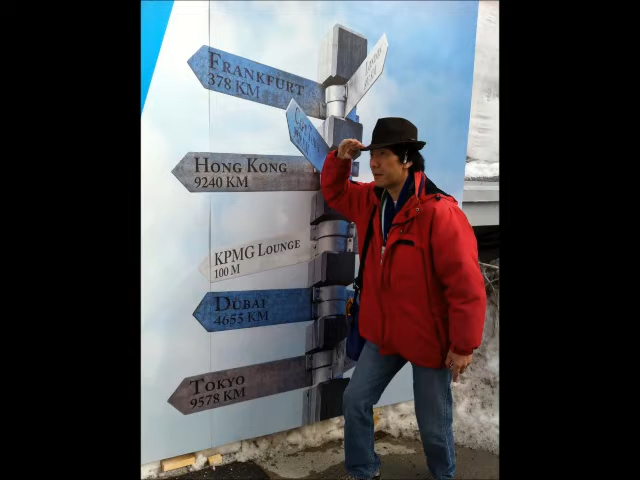 FRANKFURT
378 KM
HONG KONG
9240 KM
KPMG LOUNGE
100 M
DUBAI
4655 KM
TOKYO
9578 KM